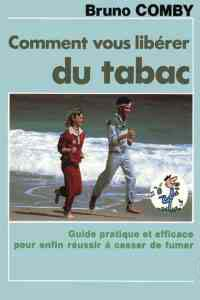 Bruno COMBY
Comment vous libérer
du tabac
Guide pratique et efficace
pour enfin réussir à cesser de fumer